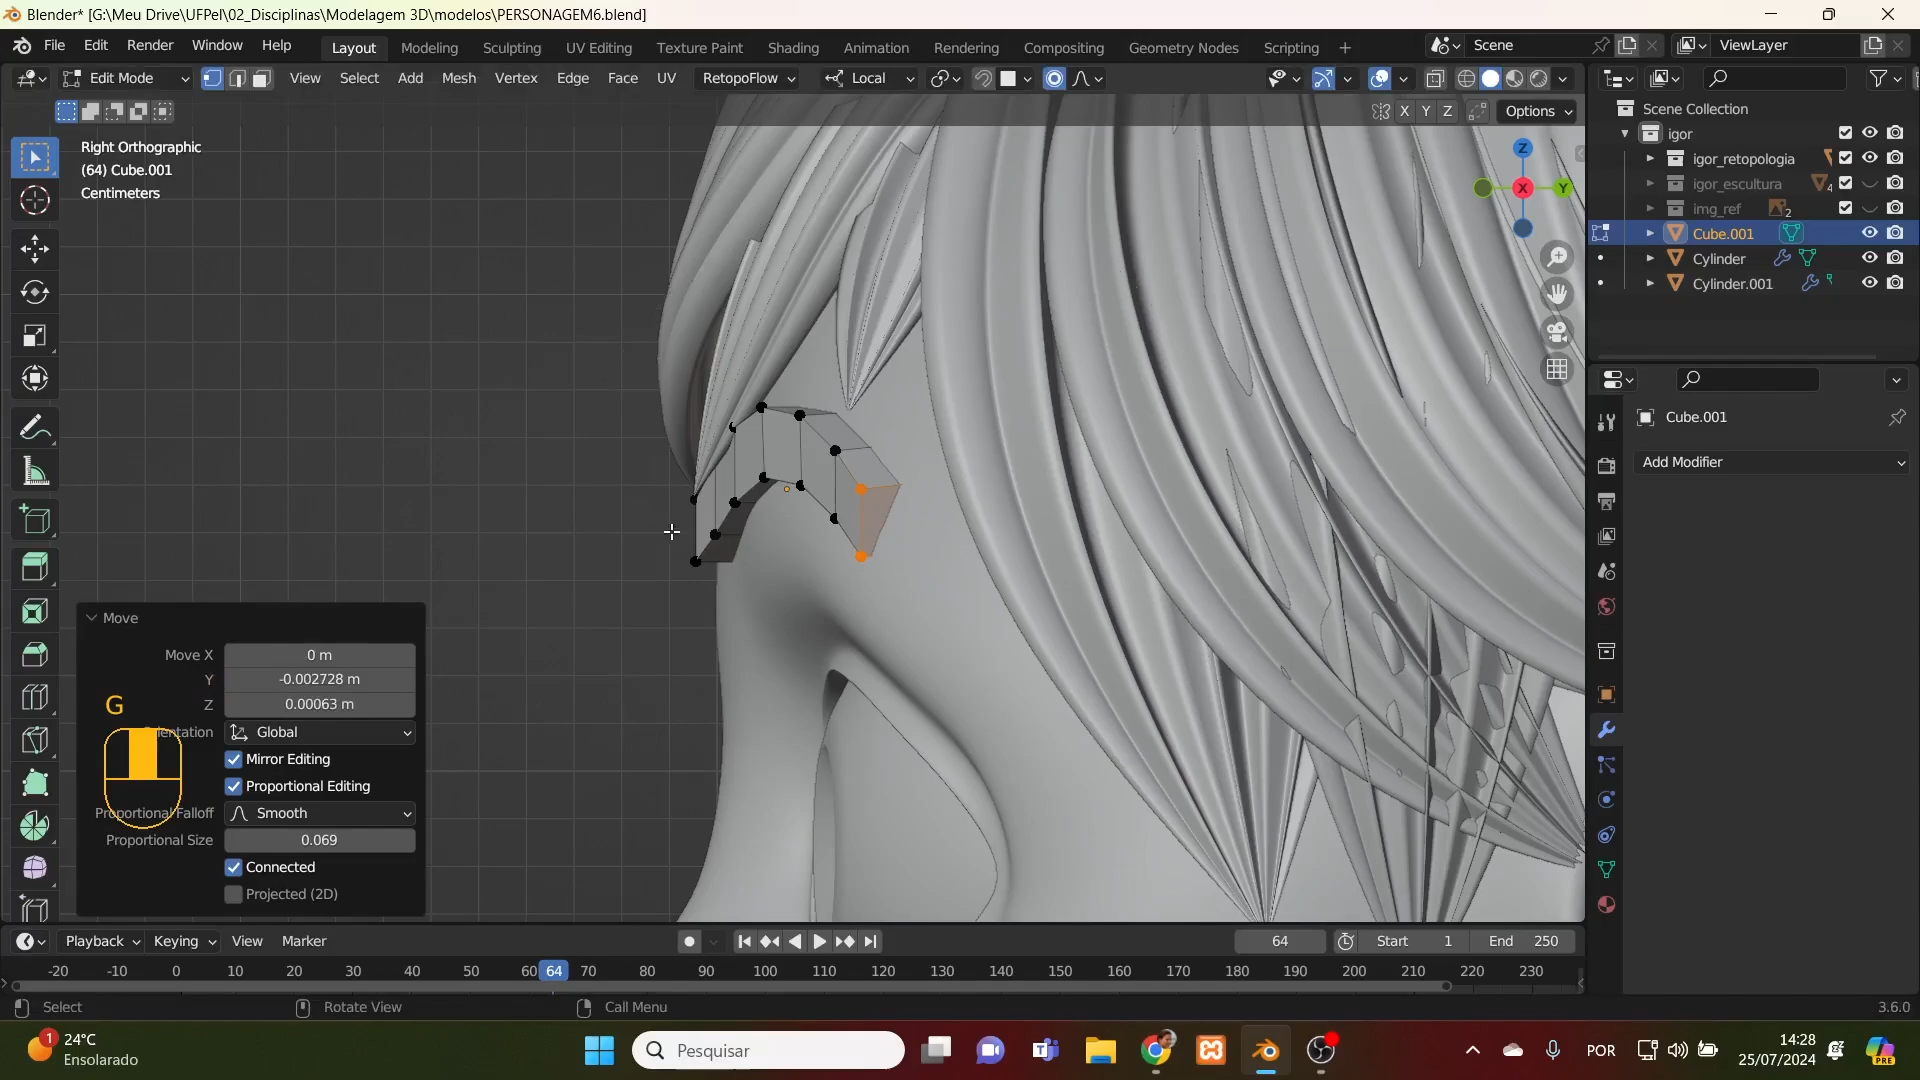 Blender* [G:\Meu Drive\UFPel\02_Disciplinas\Modelagem 3D\modelos\PERSONAGEM6.blend]
File Edit Render Window Help Layout Modeling Sculpting UV Editing Texture Paint Shading Animation Rendering Compositing Geometry Nodes Scripting + Scene ViewLayer
Edit Mode View Select Add Mesh Vertex Edge Face UV RetopoFlow Local
X Y Z Options
Right Orthographic
(64) Cube.001
Centimeters
Z
X
Y
Scene Collection
igor
igor_retopologia
igor_escultura 4
img_ref 2
Cube.001
Cylinder
Cylinder.001
Cube.001
Add Modifier
Move
Move X 0 m
Y -0.002728 m
Z 0.00063 m
G
Global
Mirror Editing
Proportional Editing
Proportional Falloff Smooth
Proportional Size 0.069
Connected
Projected (2D)
Playback Keying View Marker 64 Start 1 End 250
-20 -10 0 10 20 30 40 50 60 64 70 80 90 100 110 120 130 140 150 160 170 180 190 200 210 220 230
Select Rotate View Call Menu 3.6.0
1 24°C
Ensolarado
Pesquisar
POR
14:28
25/07/2024
PRE